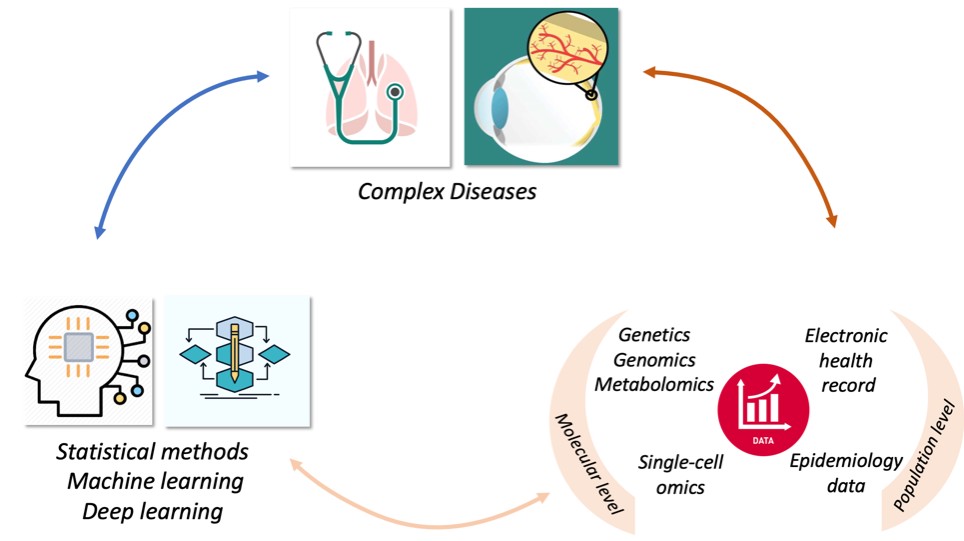 Complex Diseases
Statistical methods
Machine learning
Deep learning
Molecular level
Genetics
Genomics
Metabolomics
Single-cell
omics
DATA
Electronic
health
record
Epidemiology
data
Population level